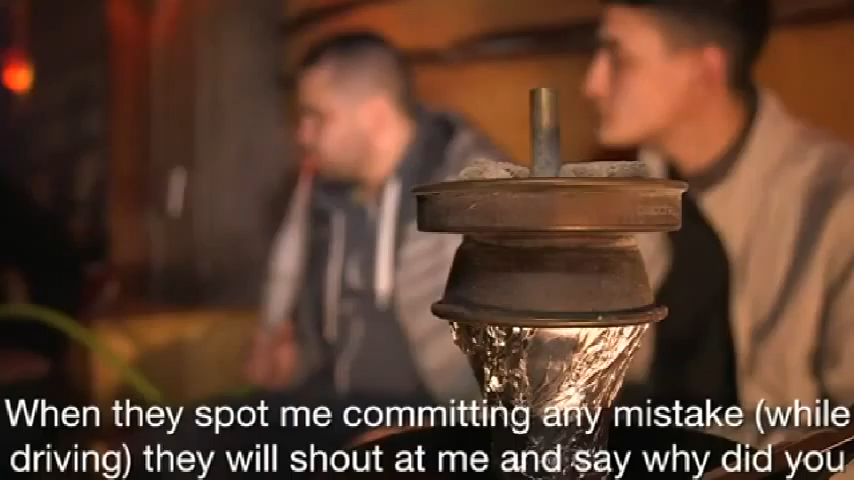 When they spot me committing any mistake (while
driving) they will shout at me and say why did you